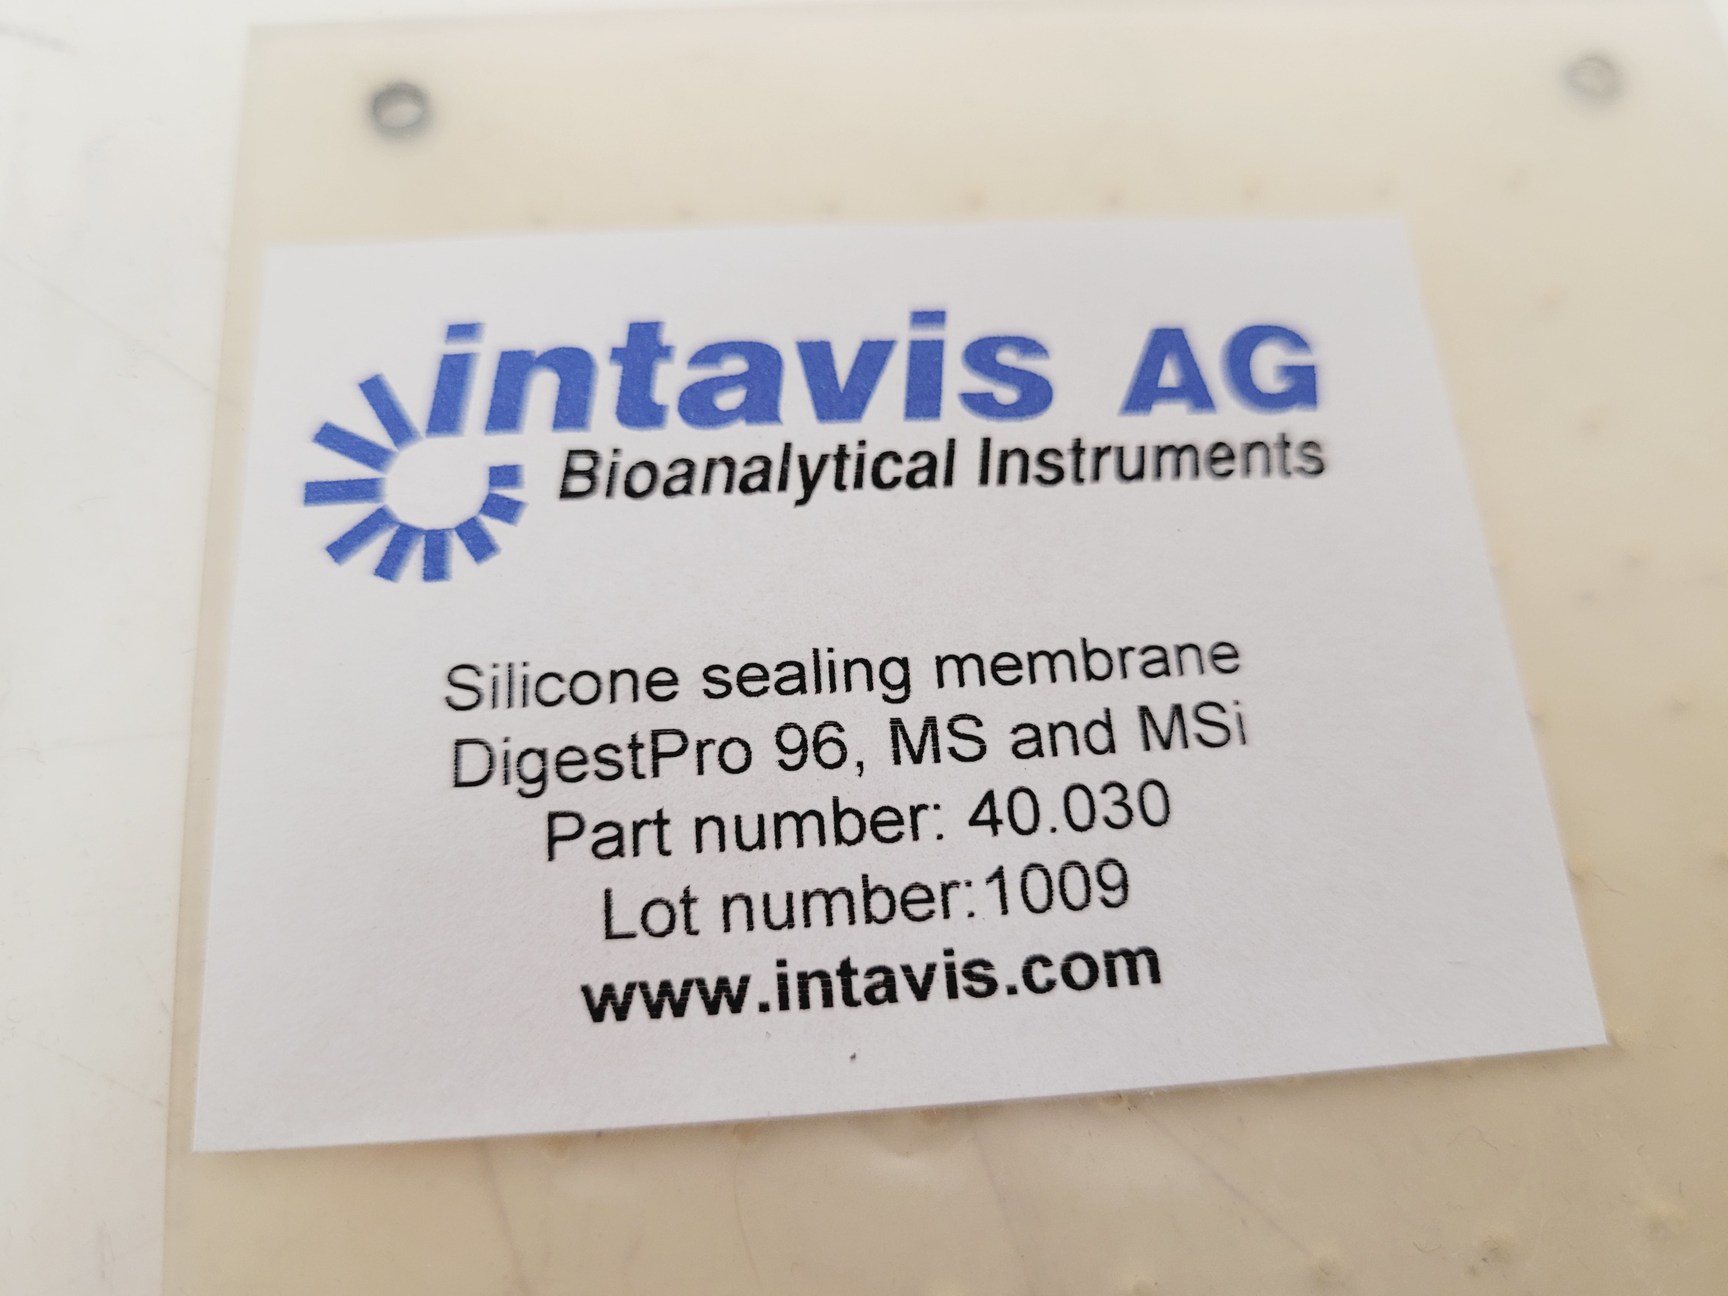 intavis AG
Bioanalytical Instruments
Silicone sealing membrane
DigestPro 96, MS and MSi
Part number: 40.030
Lot number:1009
www.intavis.com